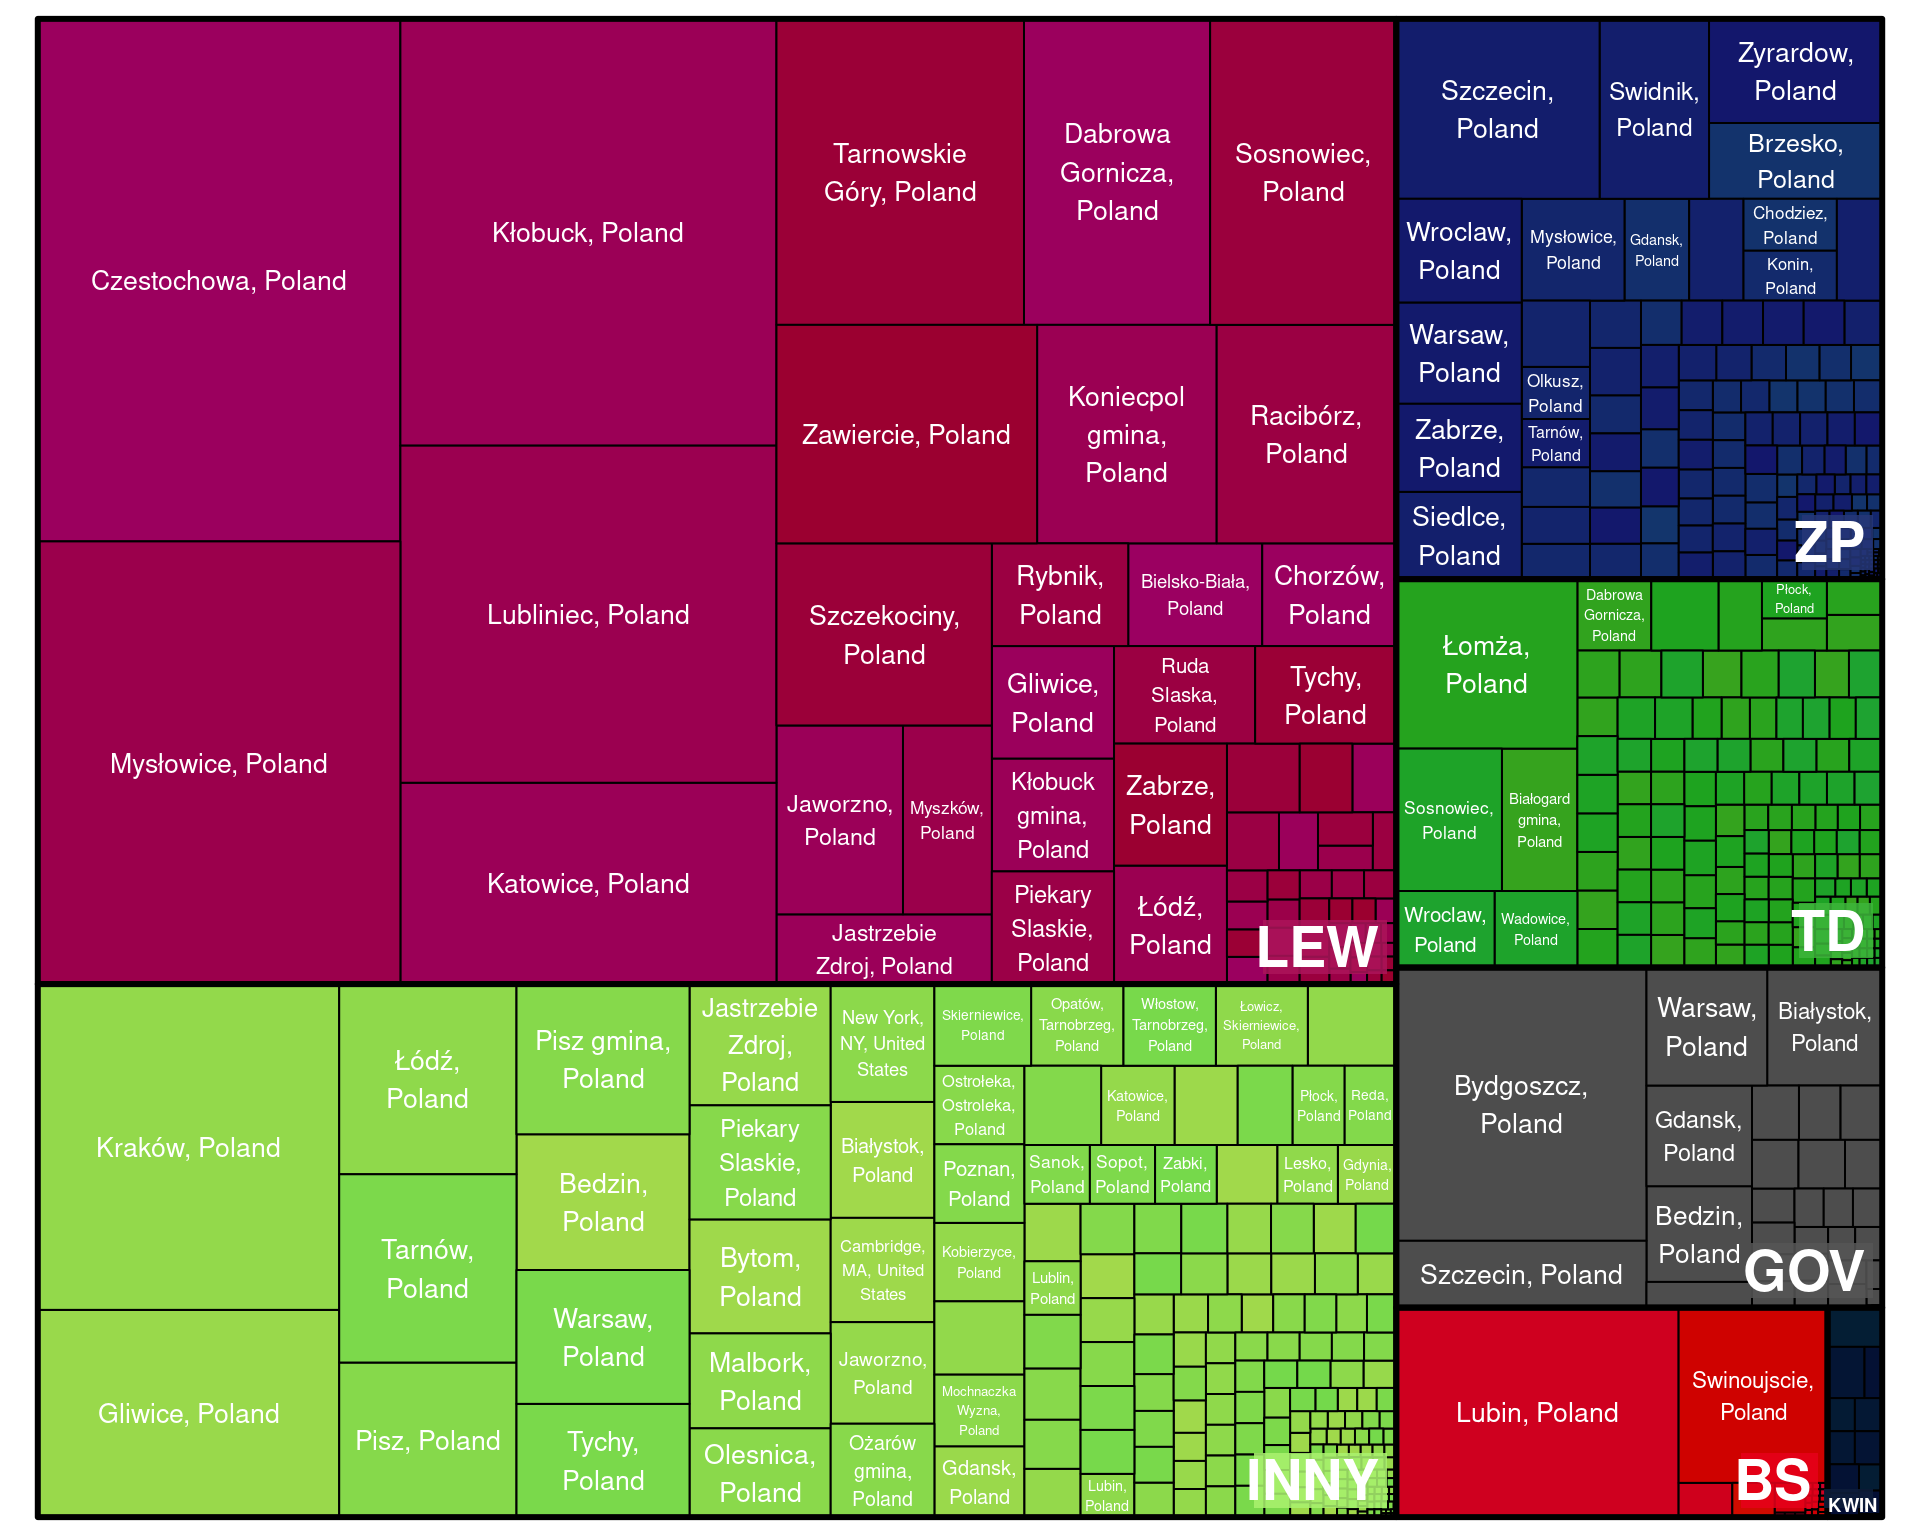 Czestochowa, Poland
Mysłowice, Poland
Kłobuck, Poland
Lubliniec, Poland
Katowice, Poland
Tarnowskie
Góry, Poland
Dabrowa
Gornicza,
Poland
Sosnowiec,
Poland
Zawiercie, Poland
Koniecpol
gmina,
Poland
Racibórz,
Poland
Szczekociny,
Poland
Jaworzno,
Poland
Myszków,
Poland
Jastrzebie
Zdroj, Poland
Rybnik,
Poland
Bielsko-Biała,
Poland
Chorzów,
Poland
Gliwice,
Poland
Kłobuck
gmina,
Poland
Piekary
Slaskie,
Poland
Ruda
Slaska,
Poland
Tychy,
Poland
Zabrze,
Poland
Łódź,
Poland
LEW
Kraków, Poland
Gliwice, Poland
Łódź,
Poland
Tarnów,
Poland
Pisz, Poland
Pisz gmina,
Poland
Bedzin,
Poland
Warsaw,
Poland
Tychy,
Poland
Jastrzebie
Zdroj,
Poland
Piekary
Slaskie,
Poland
Bytom,
Poland
Malbork,
Poland
Olesnica,
Poland
New York,
NY, United
States
Białystok,
Poland
Cambridge,
MA, United
States
Jaworzno,
Poland
Ożarów
gmina,
Poland
Skierniewice,
Poland
Ostrołeka,
Ostroleka,
Poland
Poznan,
Poland
Kobierzyce,
Poland
Mochnaczka
Wyzna,
Poland
Gdansk,
Poland
Opatów,
Tarnobrzeg,
Poland
Włostow,
Tarnobrzeg,
Poland
Łowicz,
Skierniewice,
Poland
Katowice,
Poland
Płock,
Poland
Reda,
Poland
Sanok,
Poland
Sopot,
Poland
Zabki,
Poland
Lesko,
Poland
Gdynia,
Poland
Lublin,
Poland
Lubin,
Poland
INNY
Szczecin,
Poland
Swidnik,
Poland
Zyrardow,
Poland
Brzesko,
Poland
Wroclaw,
Poland
Warsaw,
Poland
Zabrze,
Poland
Siedlce,
Poland
Mysłowice,
Poland
Gdansk,
Poland
Chodziez,
Poland
Konin,
Poland
Olkusz,
Poland
Tarnów,
Poland
ZP
Łomża,
Poland
Sosnowiec,
Poland
Białogard
gmina,
Poland
Wroclaw,
Poland
Wadowice,
Poland
Dabrowa
Gornicza,
Poland
Płock,
Poland
TD
Bydgoszcz,
Poland
Szczecin, Poland
Warsaw,
Poland
Białystok,
Poland
Gdansk,
Poland
Bedzin,
Poland
GOV
Lubin, Poland
Swinoujscie,
Poland
BS
KWIN